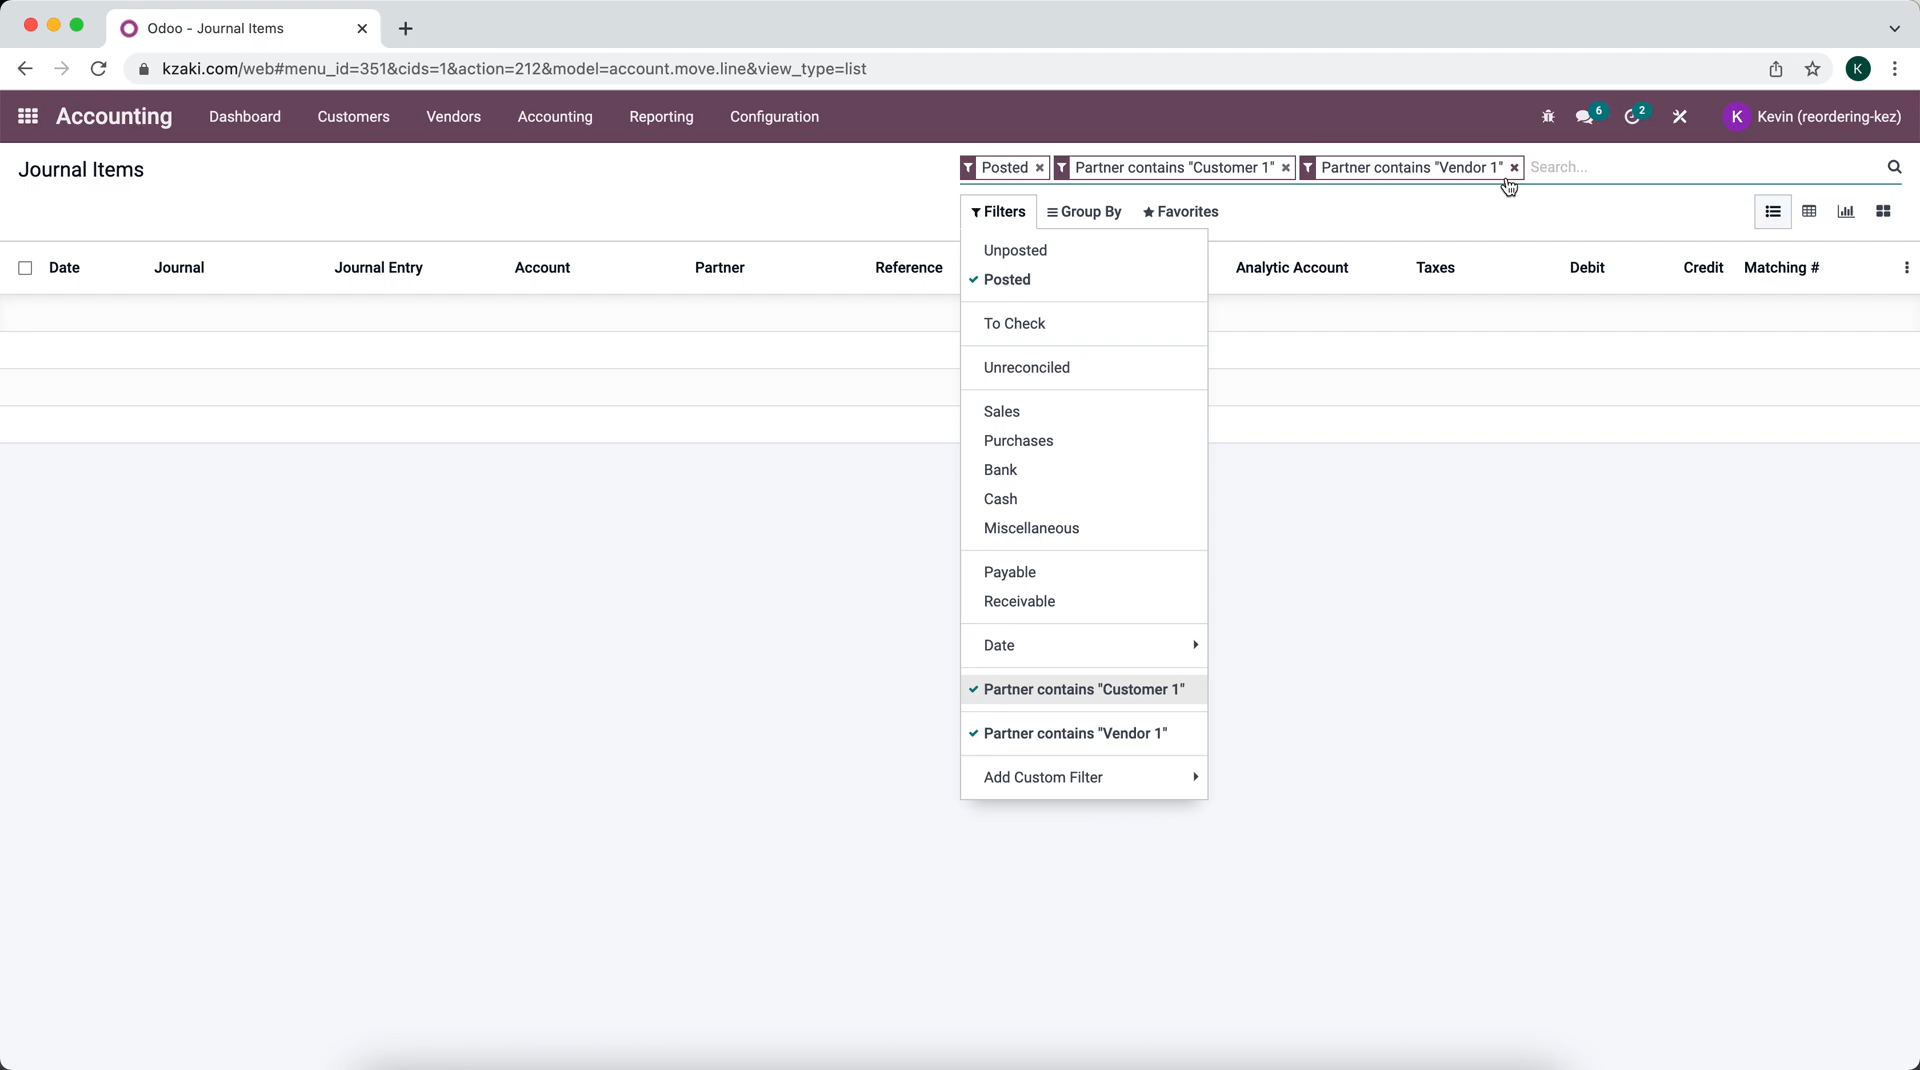 Odoo - Journal Items
kzaki.com/web#menu_id=351&cids=1&action=212&model=account.move.line&view_type=list
K
Accounting Dashboard Customers Vendors Accounting Reporting Configuration 6 2 K Kevin (reordering-kez)
Journal Items
Posted Partner contains "Customer 1" Partner contains "Vendor 1" Search...
Filters Group By Favorites
Date Journal Journal Entry Account Partner Reference Analytic Account Taxes Debit Credit Matching #
Unposted
Posted
To Check
Unreconciled
Sales
Purchases
Bank
Cash
Miscellaneous
Payable
Receivable
Date
Partner contains "Customer 1"
Partner contains "Vendor 1"
Add Custom Filter